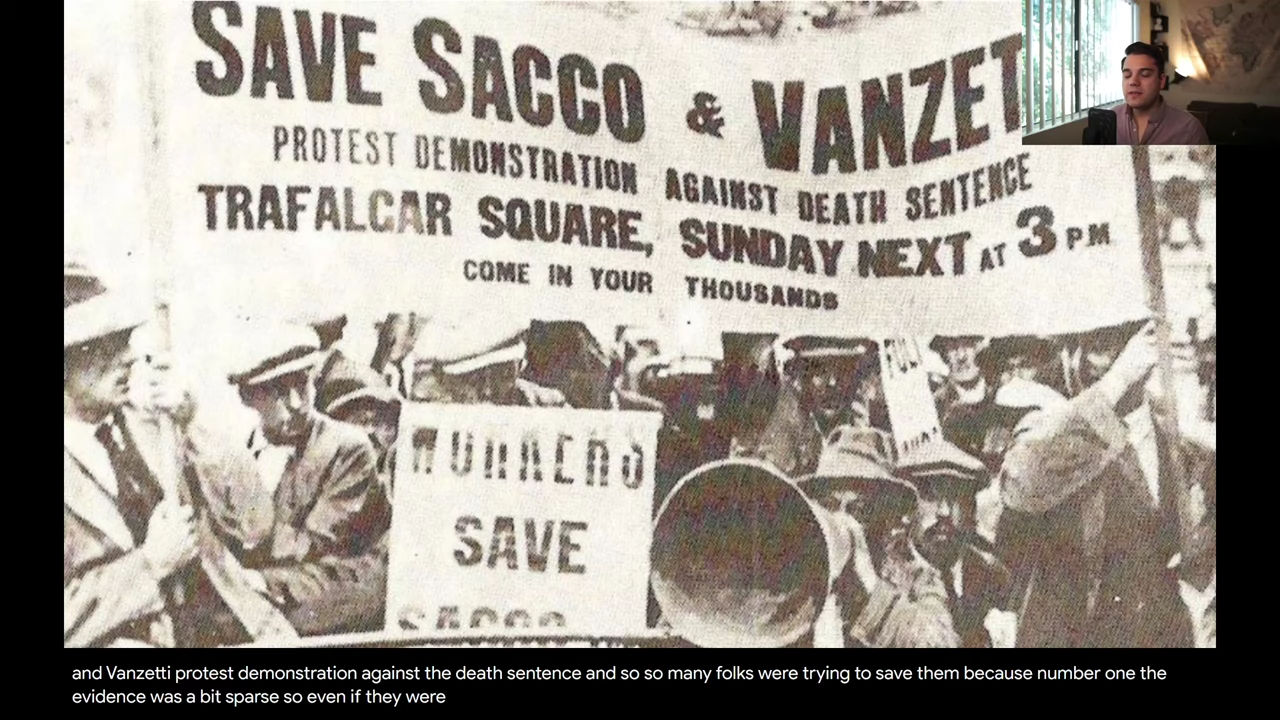 SAVE SACCO & VANZET
PROTEST DEMONSTRATION AGAINST DEATH SENTENCE
TRAFALGAR SQUARE, SUNDAY NEXT AT 3 PM
COME IN YOUR THOUSANDS
WORKERS
SAVE
SACCO
and Vanzetti protest demonstration against the death sentence and so so many folks were trying to save them because number one the
evidence was a bit sparse so even if they were